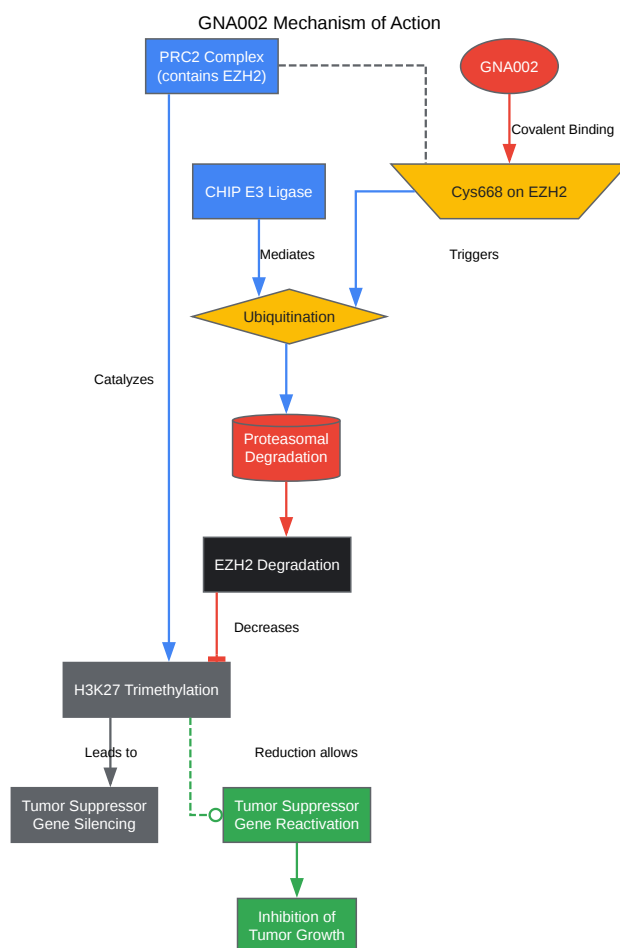 GNA002 Mechanism of Action
PRC2 Complex
(contains EZH2)
GNA002
Covalent Binding
CHIP E3 Ligase
Cys668 on EZH2
Mediates
Triggers
Ubiquitination
Catalyzes
Proteasomal
Degradation
EZH2 Degradation
Decreases
H3K27 Trimethylation
Leads to
Reduction allows
Tumor Suppressor
Gene Silencing
Tumor Suppressor
Gene Reactivation
Inhibition of
Tumor Growth